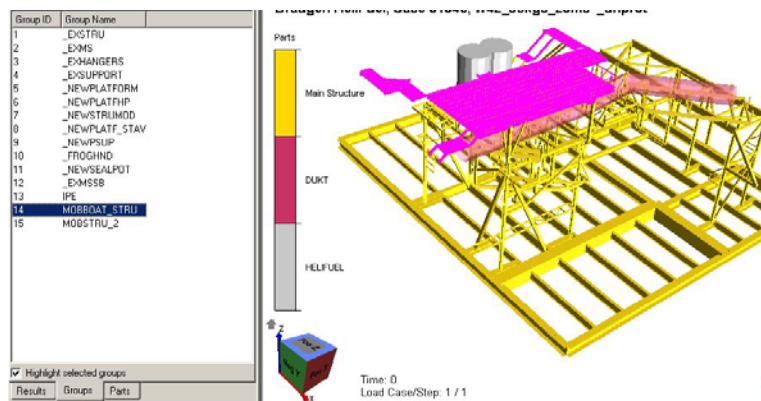 Group ID Group Name
1 _EXSTRU
2 _EXMS
3 _EXHANGERS
4 _EXSUPPORT
5 _NEWPLATFORM
6 _NEWPLATFHP
7 _NEWSTRUMOD
8 _NEWPLATF_STAV
9 _NEWPSUP
10 _FROGHND
11 _NEWSEALPOT
12 _EXMSSB
13 IPE
14 MOBBOAT_STRU
15 MOBSTRU_2
Highlight selected groups
Results Groups Parts
Parts
Main Structure
DUKT
HELIFUEL
Z
X
Time: 0
Load Case/Step: 1 / 1